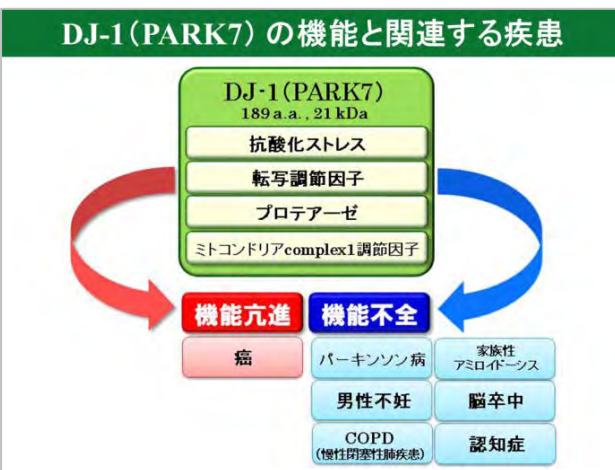 DJ-1(PARK7) の機能と関連する疾患
DJ-1(PARK7)
189 a.a. , 21 kDa
抗酸化ストレス
転写調節因子
プロテアーゼ
ミトコンドリアcomplex1調節因子
機能亢進
機能不全
癌
パーキンソン病
家族性
アミロイドーシス
男性不妊
脳卒中
COPD
(慢性閉塞性肺疾患)
認知症